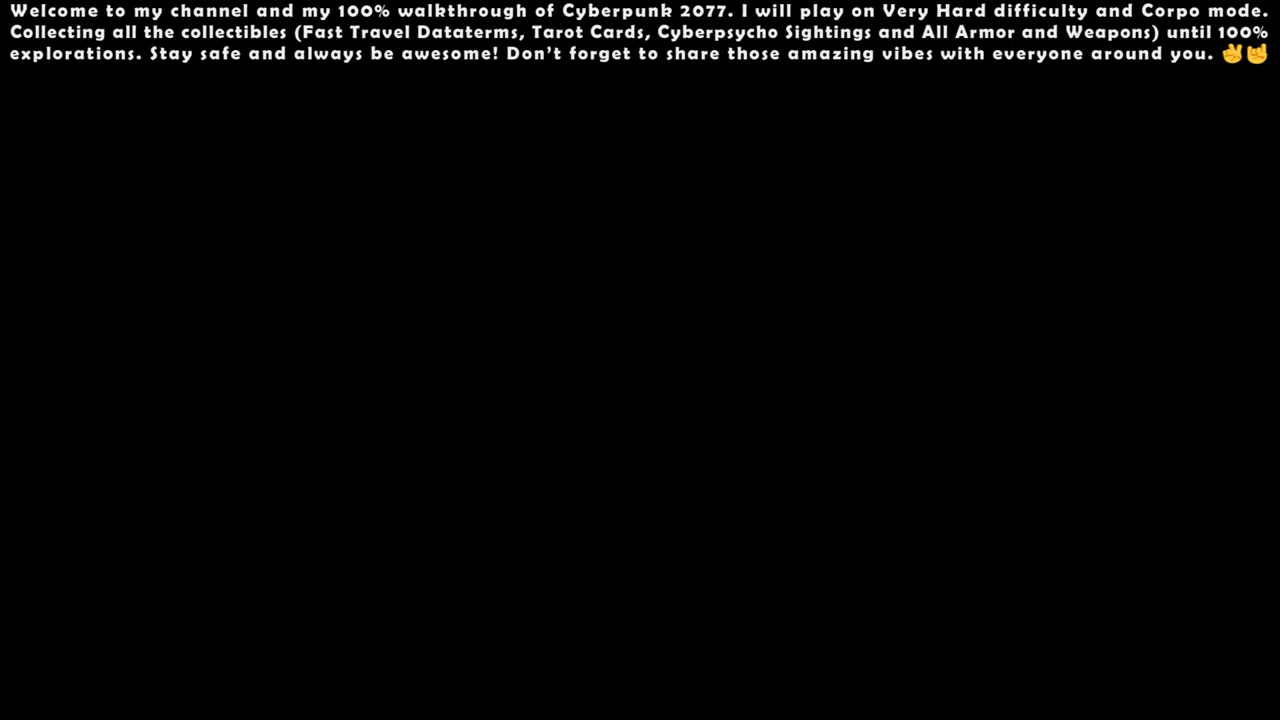 Welcome to my channel and my 100% walkthrough of Cyberpunk 2077. I will play on Very Hard difficulty and Corpo mode.
Collecting all the collectibles (Fast Travel Dataterms, Tarot Cards, Cyberpsycho Sightings and All Armor and Weapons) until 100%
explorations. Stay safe and always be awesome! Don’t forget to share those amazing vibes with everyone around you. ✌️🤘